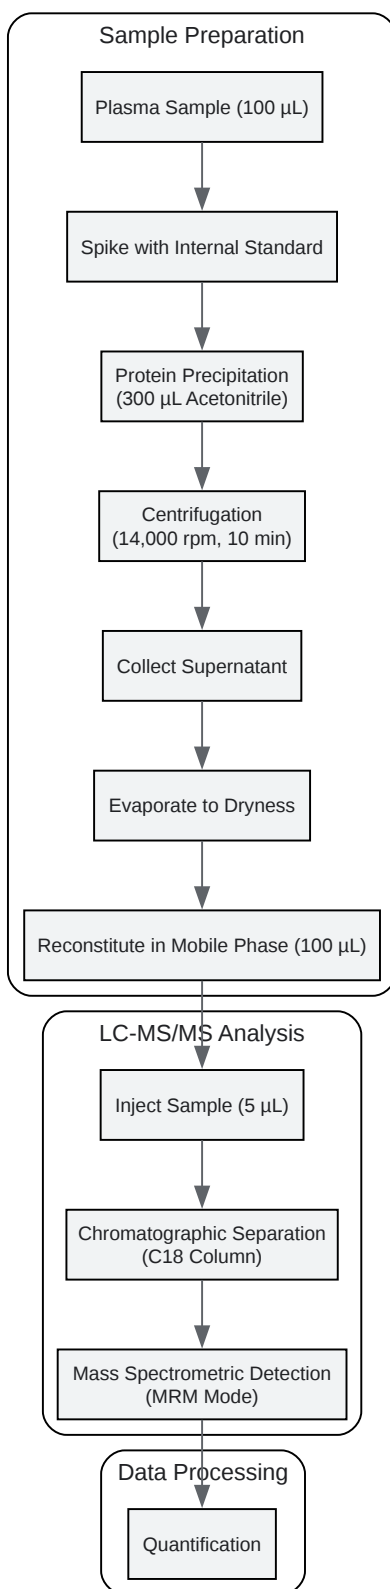 Sample Preparation
Plasma Sample (100 µL)
Spike with Internal Standard
Protein Precipitation
(300 µL Acetonitrile)
Centrifugation
(14,000 rpm, 10 min)
Collect Supernatant
Evaporate to Dryness
Reconstitute in Mobile Phase (100 µL)
LC-MS/MS Analysis
Inject Sample (5 µL)
Chromatographic Separation
(C18 Column)
Mass Spectrometric Detection
(MRM Mode)
Data Processing
Quantification